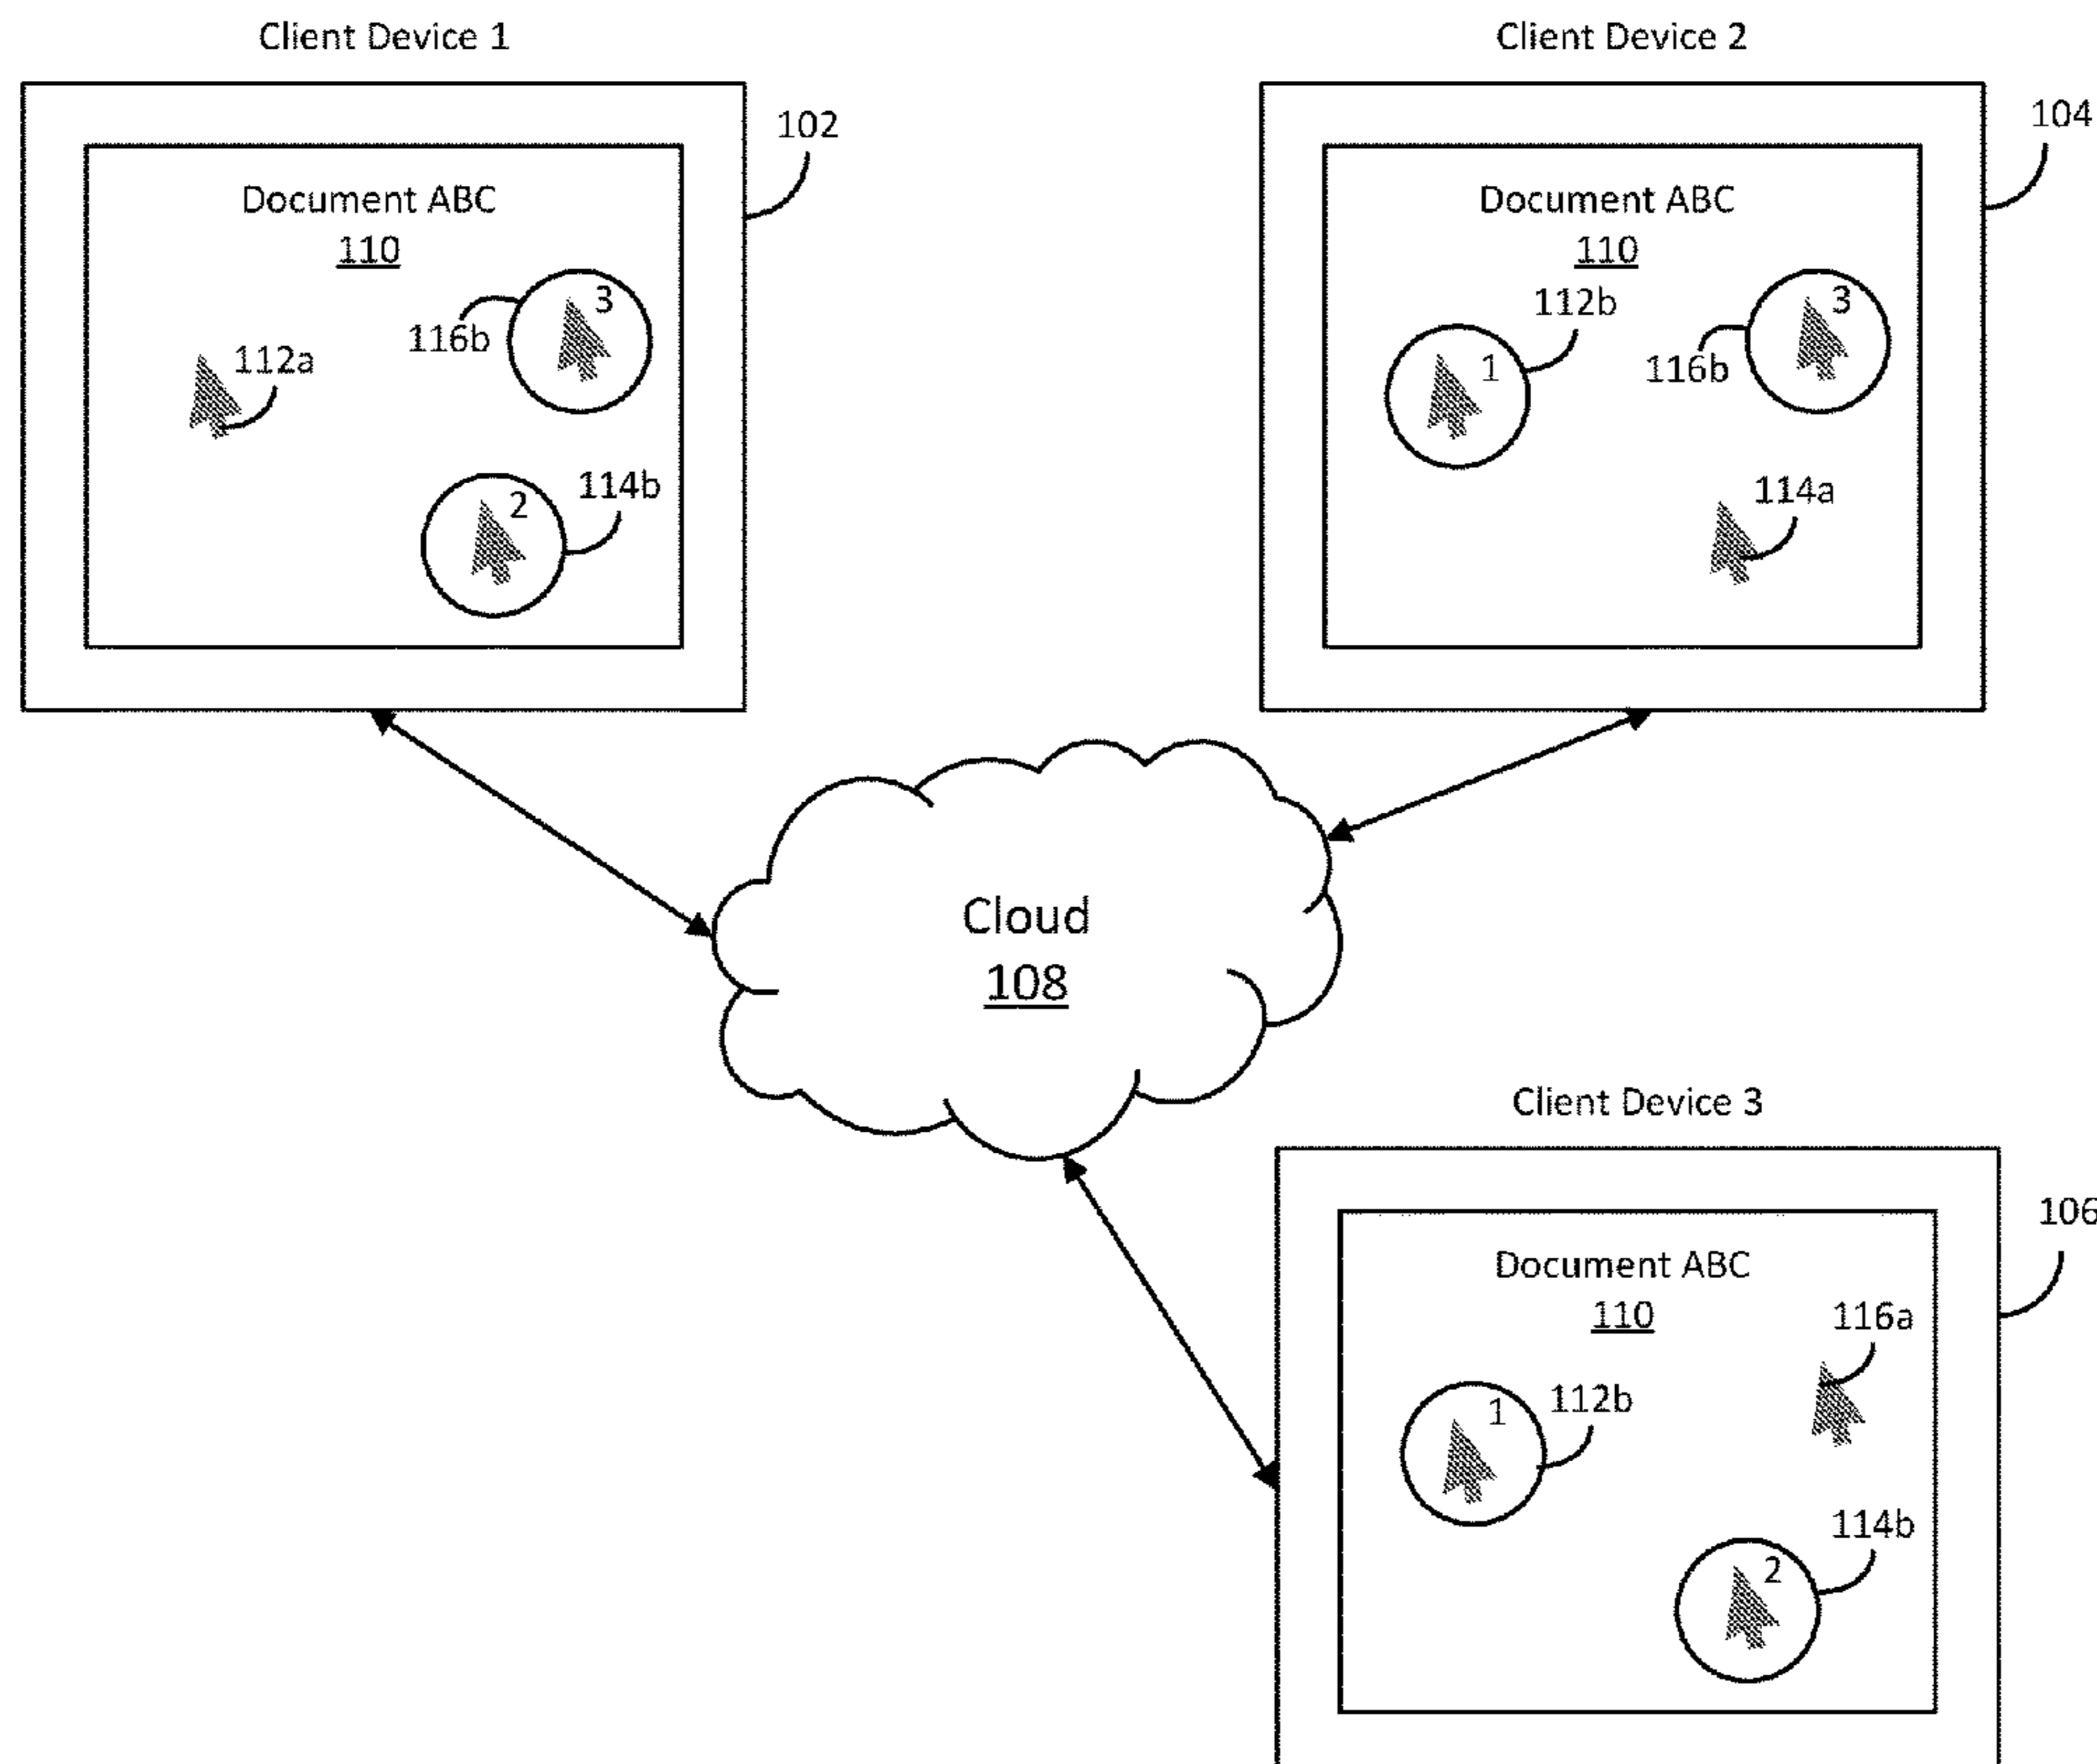 Client Device 1
102
Document ABC
110
3
116b
112a
2
114b
Client Device 2
104
Document ABC
110
112b
1
3
116b
114a
Cloud
108
Client Device 3
106
Document ABC
110
116a
1
112b
2
114b